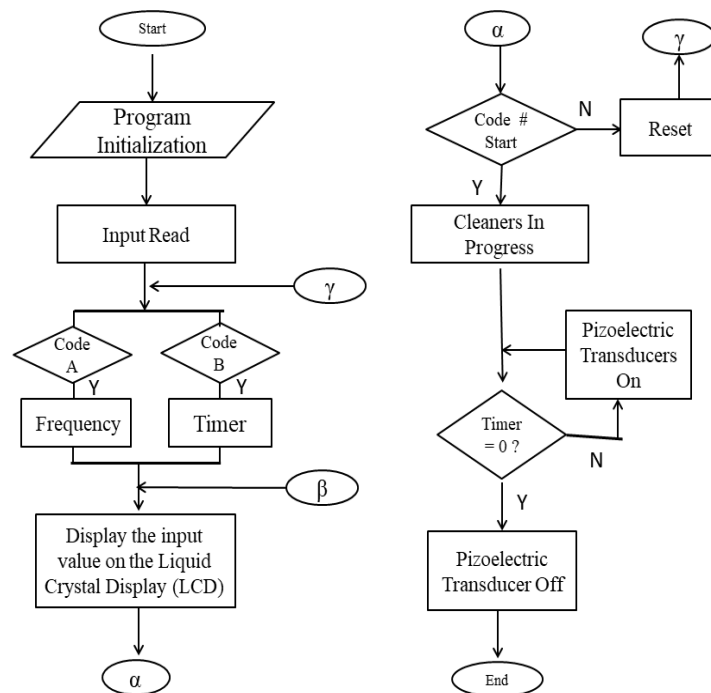 Start
Program
Initialization
Input Read
γ
Code
A
Code
B
Y
Y
Frequency
Timer
β
Display the input
value on the Liquid
Crystal Display (LCD)
α
α
γ
Code #
Start
N
Reset
Y
Cleaners In
Progress
Pizoelectric
Transducers
On
Timer
= 0 ?
N
Y
Pizoelectric
Transducer Off
End